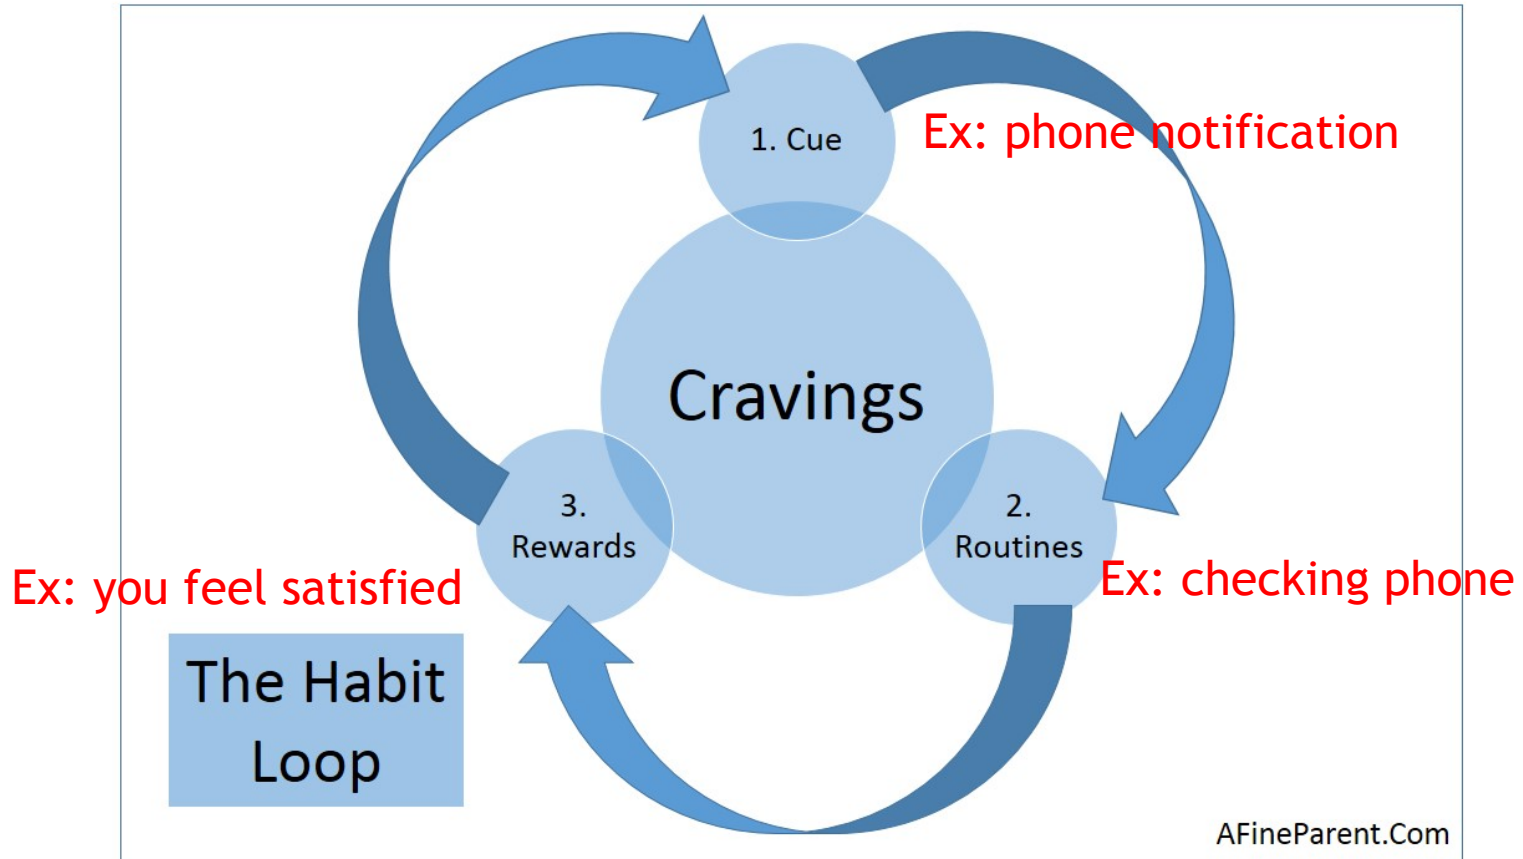 1. Cue
Ex: phone notification
Cravings
3.
Rewards
2.
Routines
Ex: you feel satisfied
Ex: checking phone
The Habit
Loop
AFineParent.Com